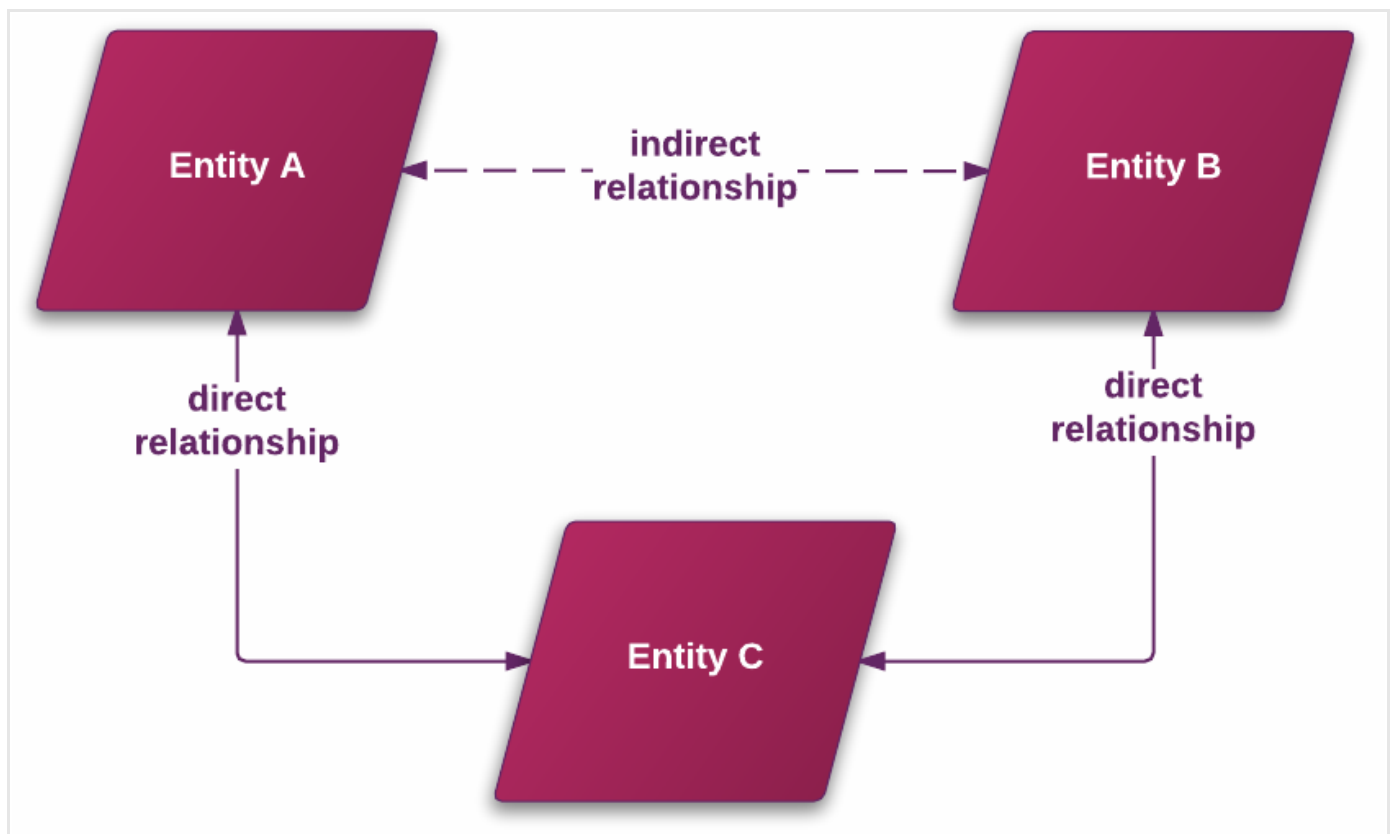 Entity A
indirect
relationship
Entity B
direct
relationship
direct
relationship
Entity C